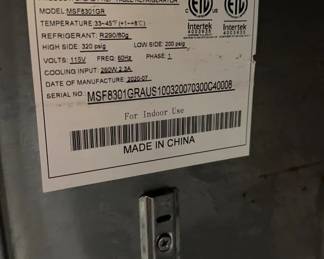 MODEL: MSF8301GR
TEMPERATURE: 33~45°F (+1~+8°C)
REFRIGERANT: R290/80g
HIGH SIDE: 320 psig LOW SIDE: 200 psig
VOLTS: 115V FREQ: 60Hz PHASE: 1
COOLING INPUT: 260W 2.3A
DATE OF MANUFACTURE: 2020-07
SERIAL NO.: MSF8301GRAUS100320070300C40008
ETL ETL
Intertek Intertek
For Indoor Use
MADE IN CHINA